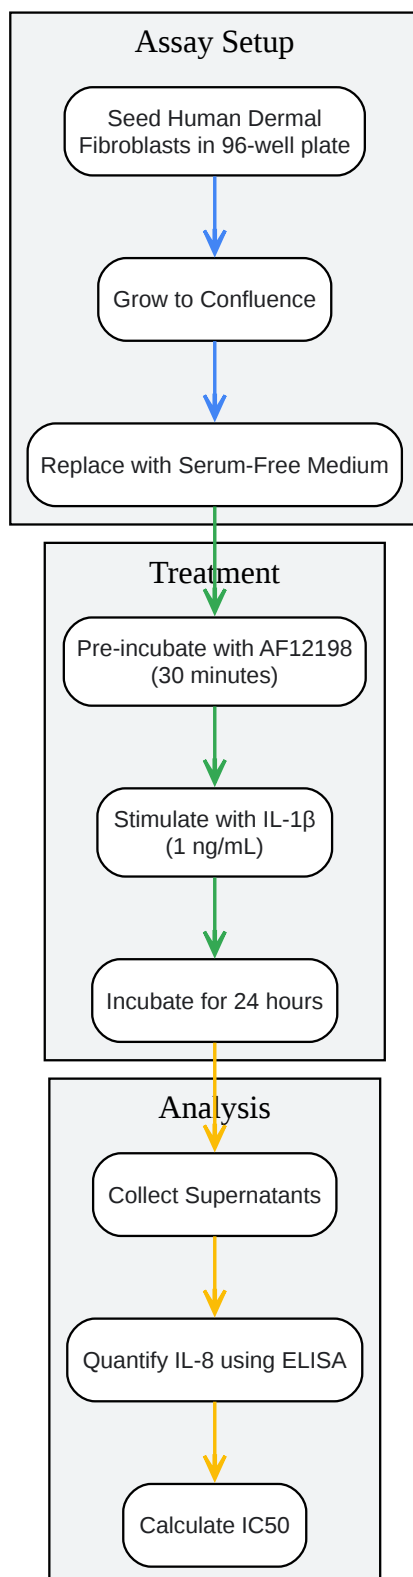 Assay Setup
Seed Human Dermal
Fibroblasts in 96-well plate
Grow to Confluence
Replace with Serum-Free Medium
Treatment
Pre-incubate with AF12198
(30 minutes)
Stimulate with IL-1β
(1 ng/mL)
Incubate for 24 hours
Analysis
Collect Supernatants
Quantify IL-8 using ELISA
Calculate IC50